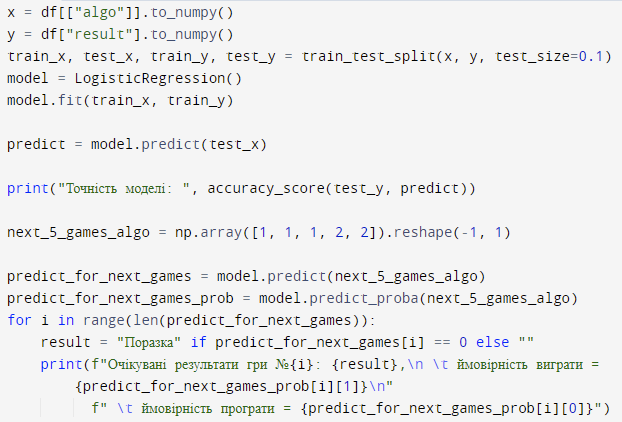 x = df[["algo"]].to_numpy()
y = df["result"].to_numpy()
train_x, test_x, train_y, test_y = train_test_split(x, y, test_size=0.1)
model = LogisticRegression()
model.fit(train_x, train_y)

predict = model.predict(test_x)

print("Точність моделі: ", accuracy_score(test_y, predict))

next_5_games_algo = np.array([1, 1, 1, 2, 2]).reshape(-1, 1)

predict_for_next_games = model.predict(next_5_games_algo)
predict_for_next_games_prob = model.predict_proba(next_5_games_algo)
for i in range(len(predict_for_next_games)):
    result = "Поразка" if predict_for_next_games[i] == 0 else ""
    print(f"Очікувані результати гри №{i}: {result},\n \t ймовірність виграти =
        {predict_for_next_games_prob[i][1]}\n"
          f" \t ймовірність програти = {predict_for_next_games_prob[i][0]}")